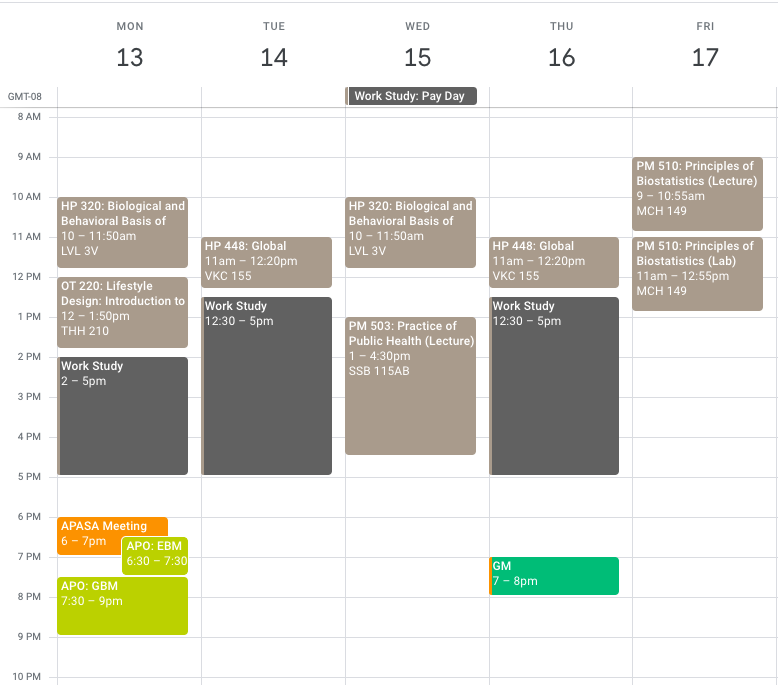 MON
TUE
WED
THU
FRI
13
14
15
16
17
GMT-08
Work Study: Pay Day
8 AM
9 AM
10 AM
11 AM
12 PM
1 PM
2 PM
3 PM
4 PM
5 PM
6 PM
7 PM
8 PM
9 PM
10 PM
HP 320: Biological and
Behavioral Basis of
10 – 11:50am
LVL 3V
OT 220: Lifestyle
Design: Introduction to
12 – 1:50pm
THH 210
Work Study
2 – 5pm
APASA Meeting
6 – 7pm
APO: EBM
6:30 – 7:30
APO: GBM
7:30 – 9pm
HP 448: Global
11am – 12:20pm
VKC 155
Work Study
12:30 – 5pm
HP 320: Biological and
Behavioral Basis of
10 – 11:50am
LVL 3V
PM 503: Practice of
Public Health (Lecture)
1 – 4:30pm
SSB 115AB
HP 448: Global
11am – 12:20pm
VKC 155
Work Study
12:30 – 5pm
GM
7 – 8pm
PM 510: Principles of
Biostatistics (Lecture)
9 – 10:55am
MCH 149
PM 510: Principles of
Biostatistics (Lab)
11am – 12:55pm
MCH 149